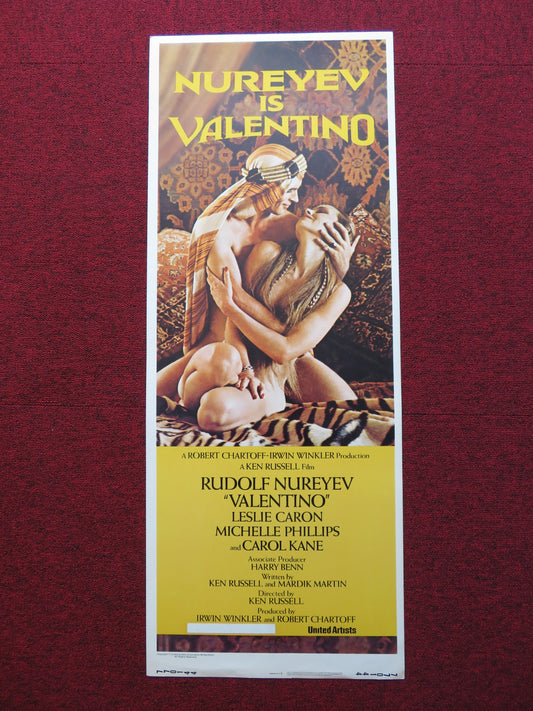 NUREYEV
IS
VALENTINO
A ROBERT CHARTOFF-IRWIN WINKLER Production
A KEN RUSSELL Film
RUDOLF NUREYEV
"VALENTINO"
LESLIE CARON
MICHELLE PHILLIPS
and CAROL KANE
Associate Producer
HARRY BENN
Written by
KEN RUSSELL and MARDIK MARTIN
Directed by
KEN RUSSELL
Produced by
IRWIN WINKLER and ROBERT CHARTOFF
United Artists